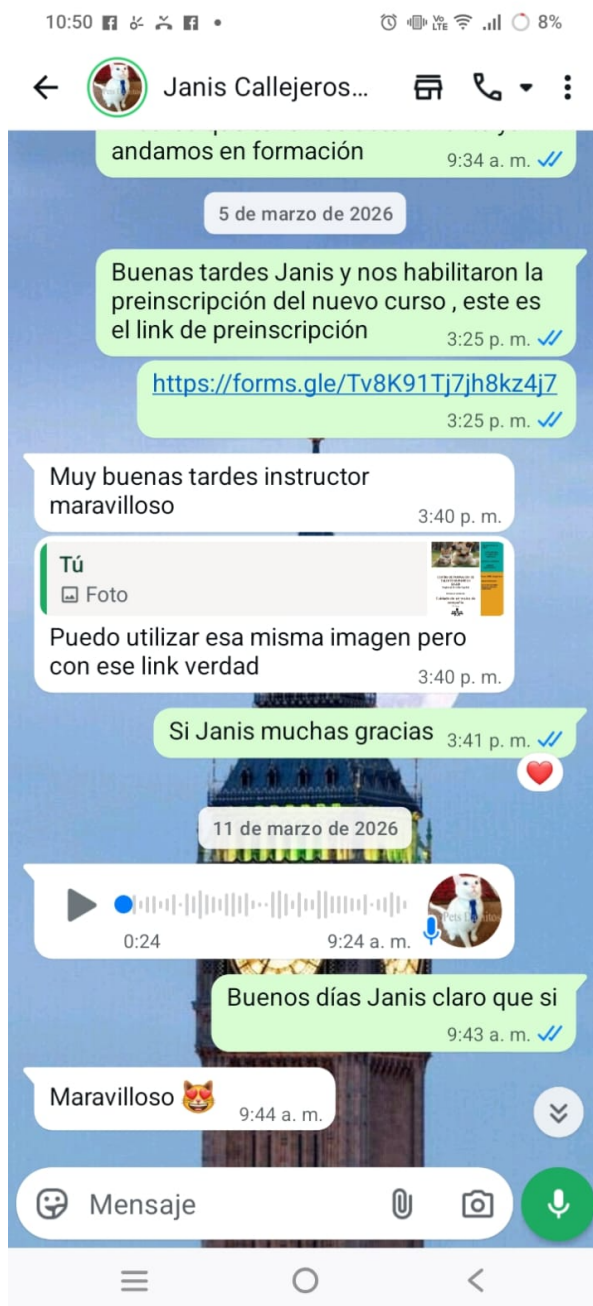 10:50
8%
Janis Callejeros...
andamos en formación
9:34 a. m.
5 de marzo de 2026
Buenas tardes Janis y nos habilitaron la
preinscripción del nuevo curso , este es
el link de preinscripción
3:25 p. m.
https://forms.gle/Tv8K91Tj7jh8kz4j7
3:25 p. m.
Muy buenas tardes instructor
maravilloso
3:40 p. m.
Tú
Foto
Puedo utilizar esa misma imagen pero
con ese link verdad
3:40 p. m.
Si Janis muchas gracias
3:41 p. m.
11 de marzo de 2026
0:24
9:24 a. m.
Buenos días Janis claro que si
9:43 a. m.
Maravilloso
9:44 a. m.
Mensaje